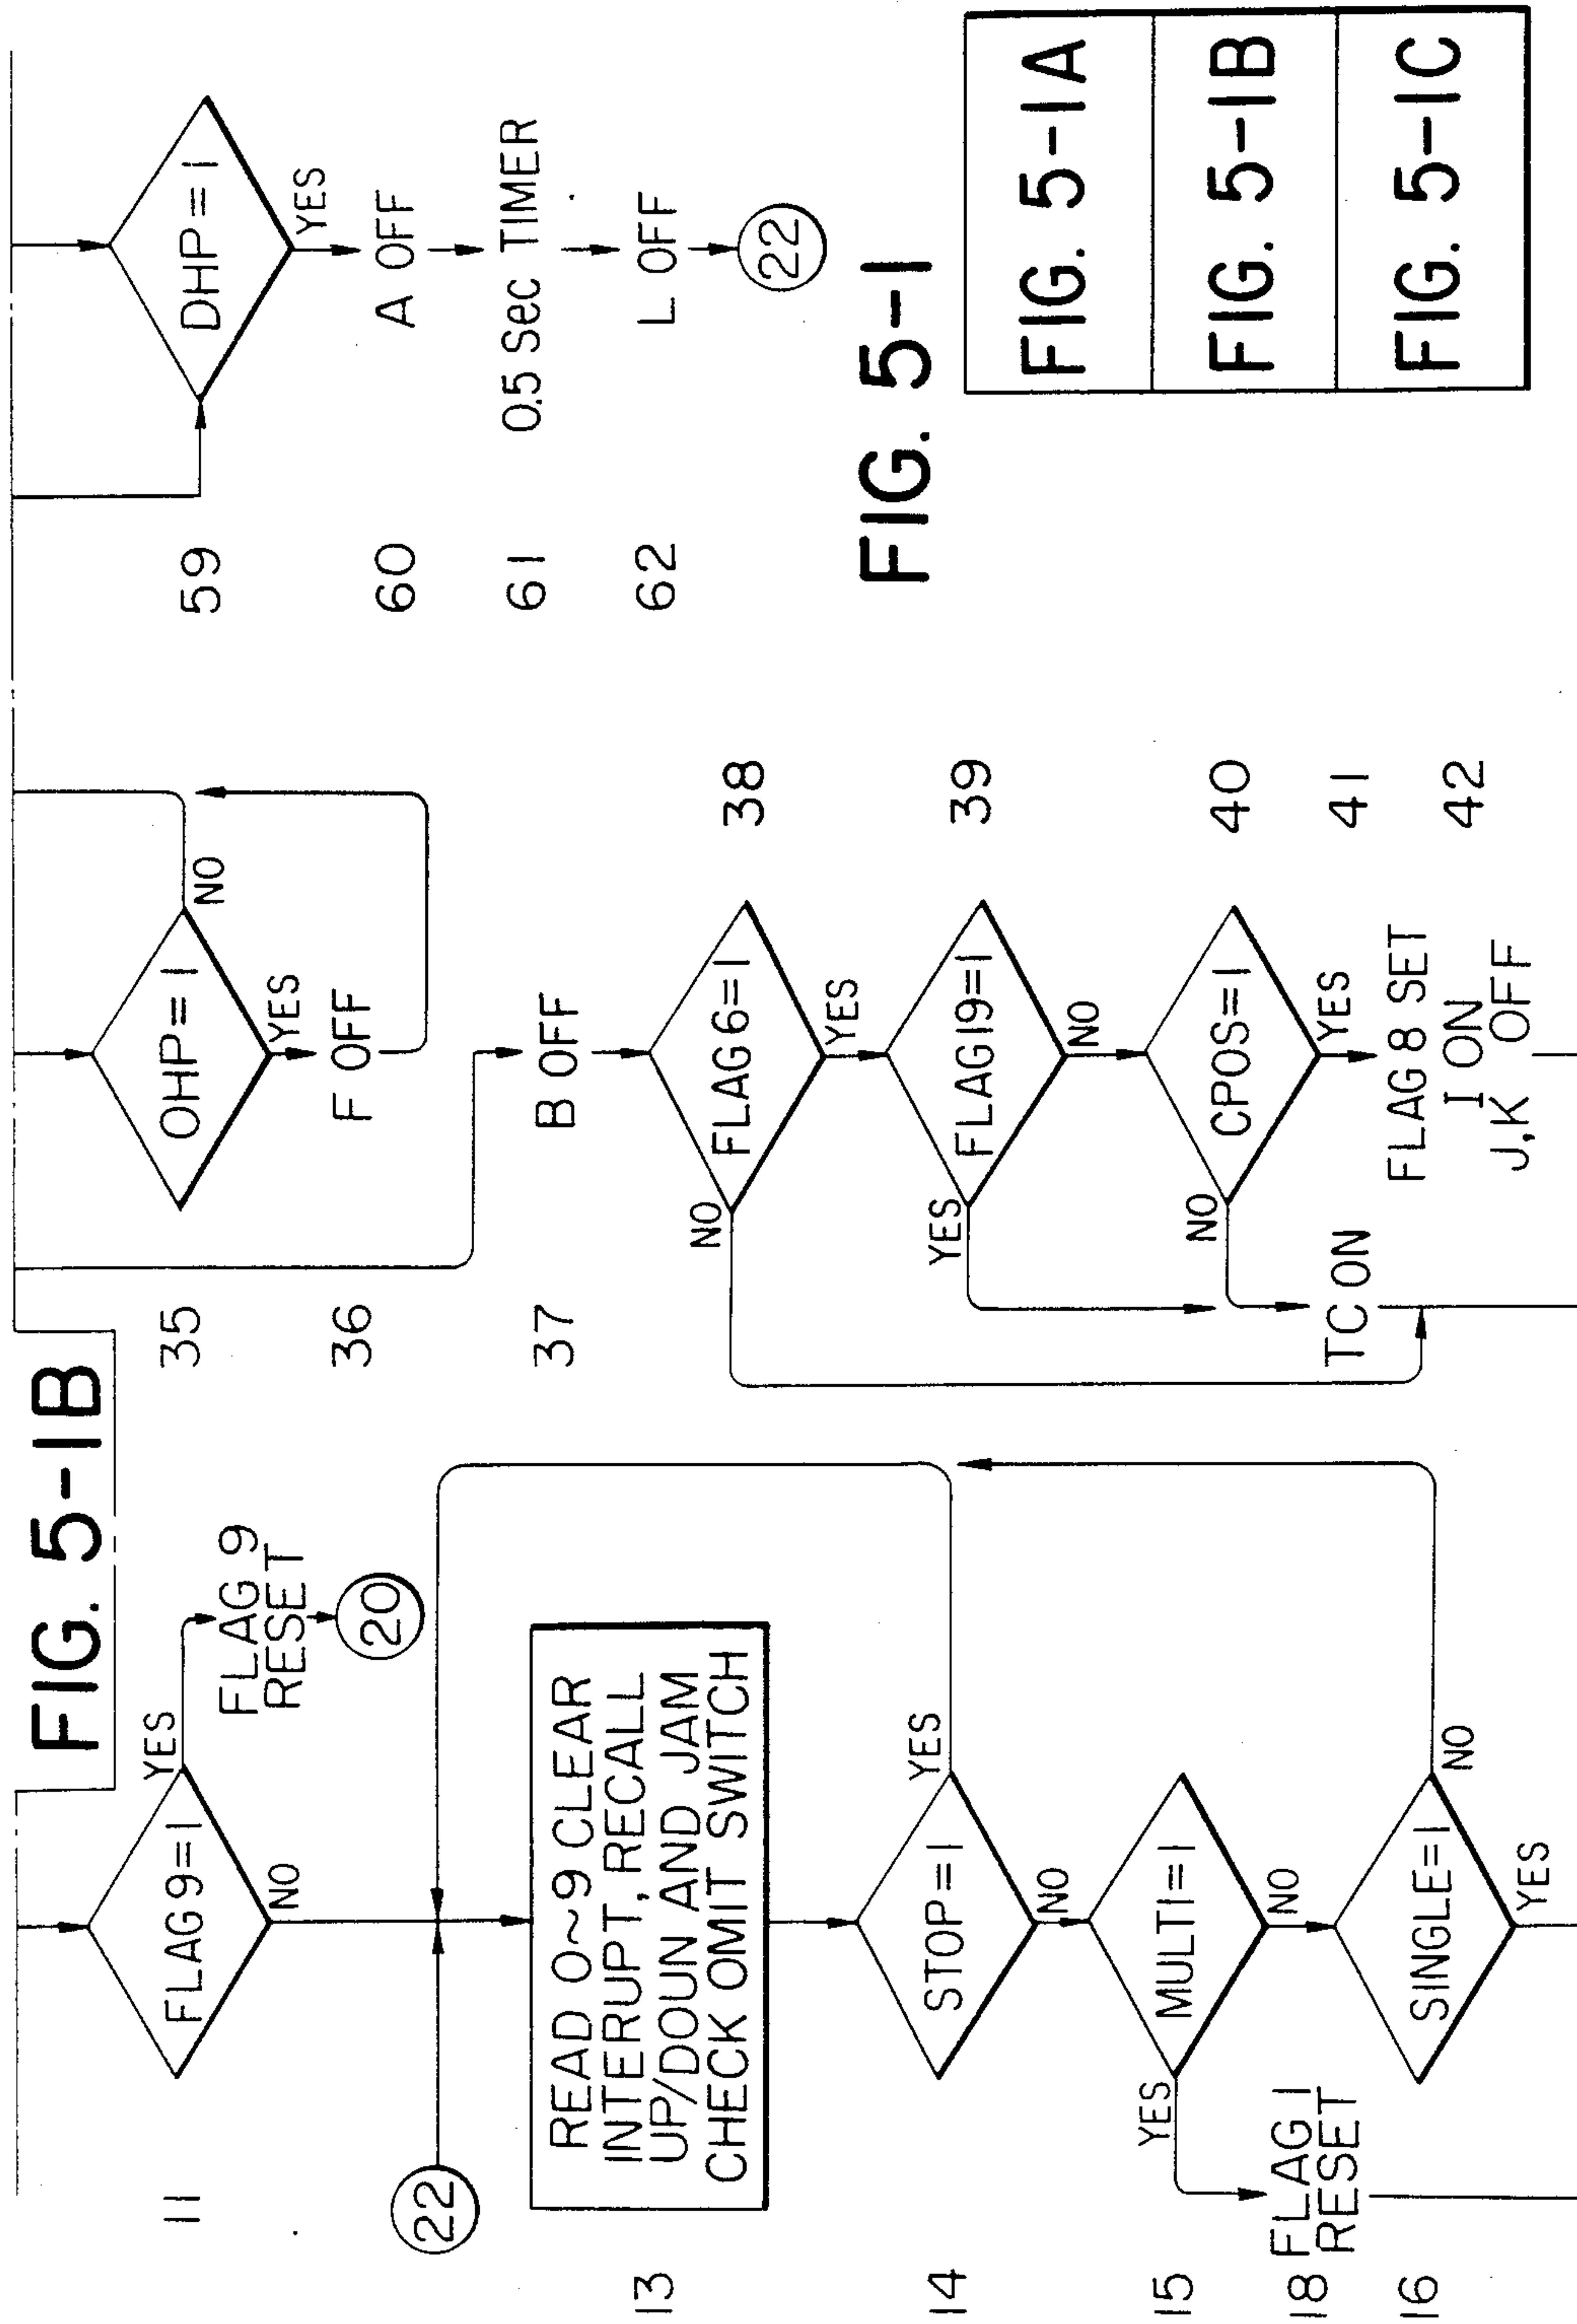 FIG. 5-1B
11
FLAG 9=1
YES
NO
FLAG 9
RESET
20
22
13
READ 0~9 CLEAR
INTERUPT, RECALL
UP/DOUN AND JAM
CHECK OMIT SWITCH
14
STOP=1
YES
NO
15
MULTI=1
YES
NO
18
FLAG 1
RESET
16
SINGLE=1
NO
YES
35
OHP=1
NO
YES
36
F OFF
37
B OFF
38
FLAG 6=1
NO
YES
39
FLAG19=1
YES
NO
40
CPOS=1
NO
YES
TC ON
41
FLAG 8 SET
42
I ON
J,K OFF
59
DHP=1
YES
60
A OFF
61
0.5 Sec TIMER
62
L OFF
22
FIG. 5-1
FIG. 5-1A
FIG. 5-1B
FIG. 5-1C